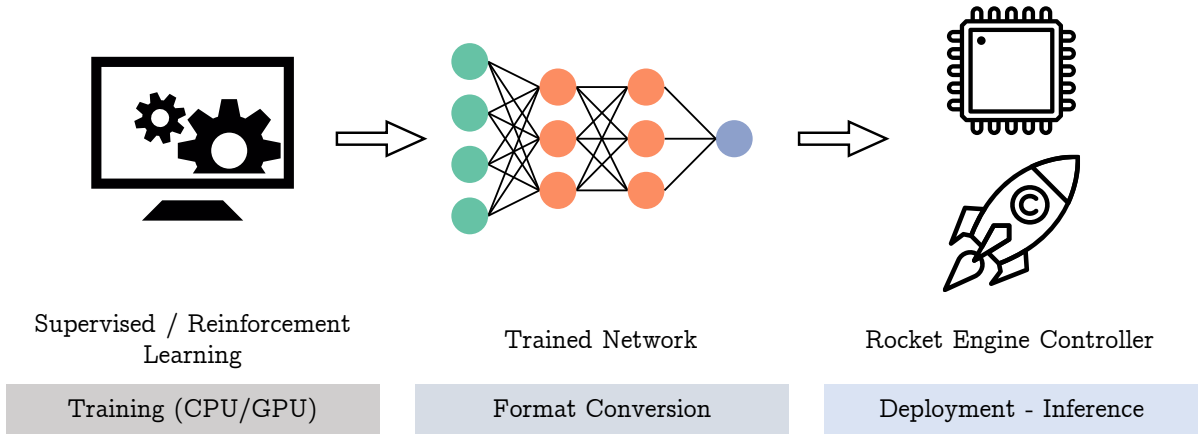 C
Supervised / Reinforcement
Learning
Trained Network
Rocket Engine Controller
Training (CPU/GPU)
Format Conversion
Deployment - Inference